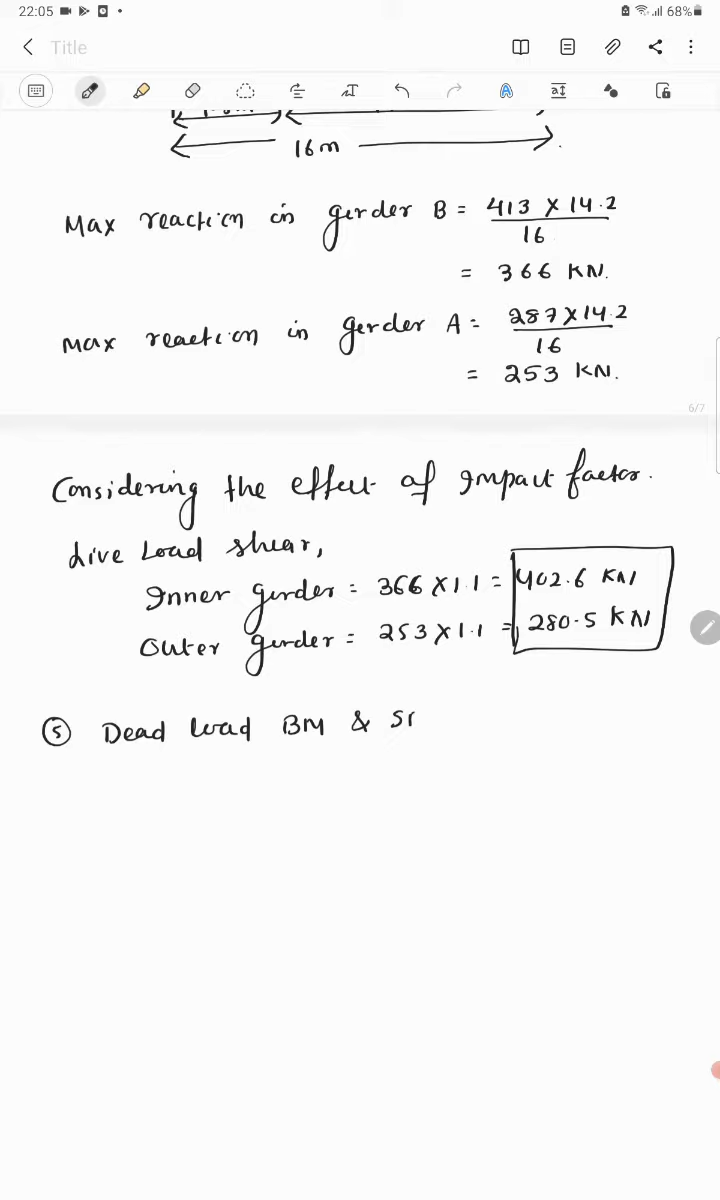 22:05
68%
Title
16m
Max reaction in girder B = 413 X 14.2
16
= 366 KN.
Max reaction in girder A = 287 X 14.2
16
= 253 KN.
6/7
Considering the effect of impact factor.
Live Load shear,
Inner girder = 366 X 1.1 = 402.6 KN
Outer girder = 253 X 1.1 = 280.5 KN
⑤ Dead Load BM &